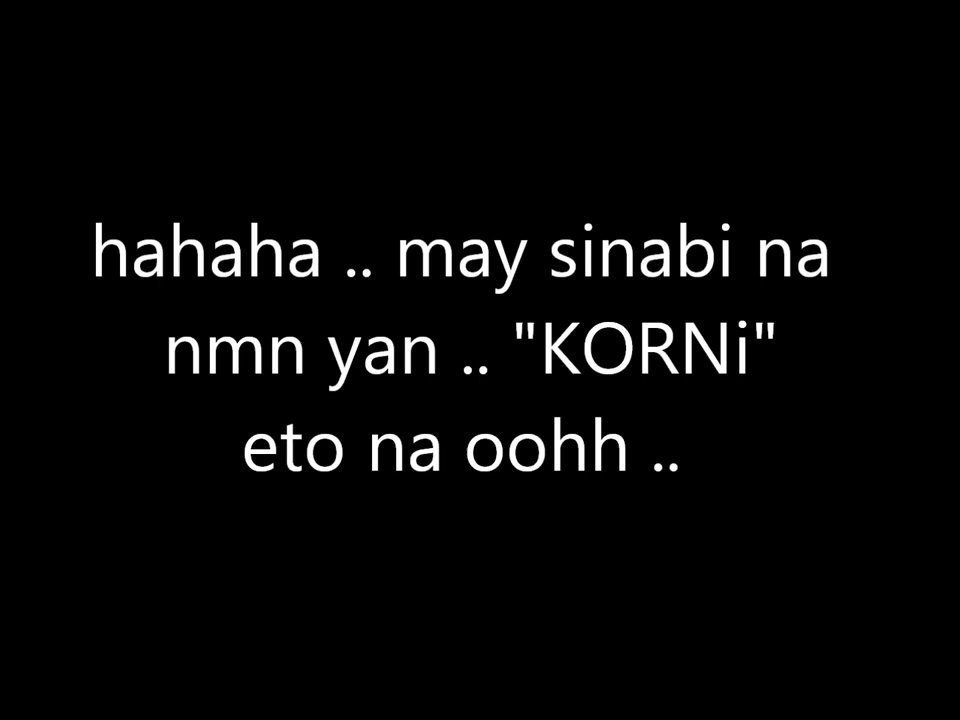 hahaha .. may sinabi na
nmn yan .. "KORNi"
eto na oohh ..